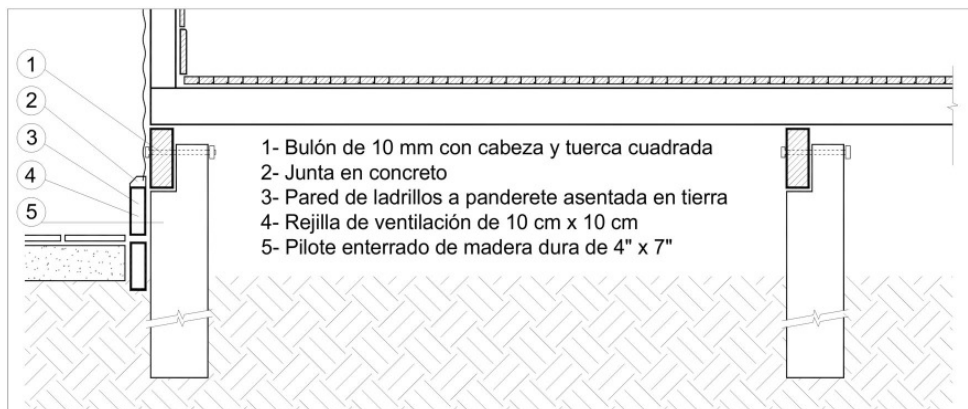 1
2
3
4
5
1- Bulón de 10 mm con cabeza y tuerca cuadrada
2- Junta en concreto
3- Pared de ladrillos a panderete asentada en tierra
4- Rejilla de ventilación de 10 cm x 10 cm
5- Pilote enterrado de madera dura de 4" x 7"